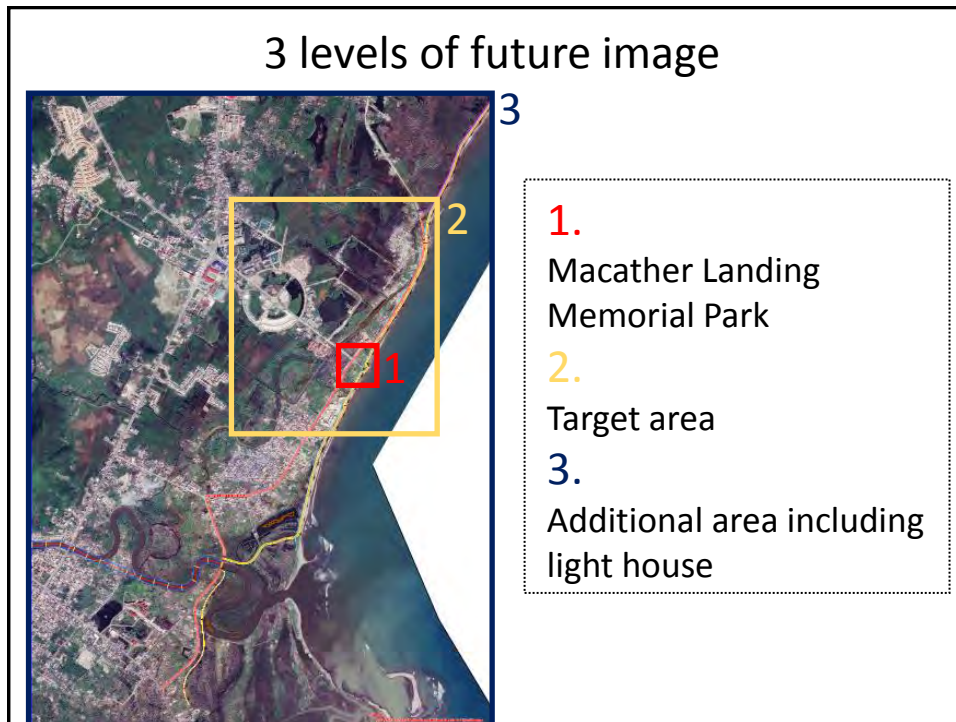 3 levels of future image
3
2
1
1.
Macather Landing
Memorial Park
2.
Target area
3.
Additional area including
light house